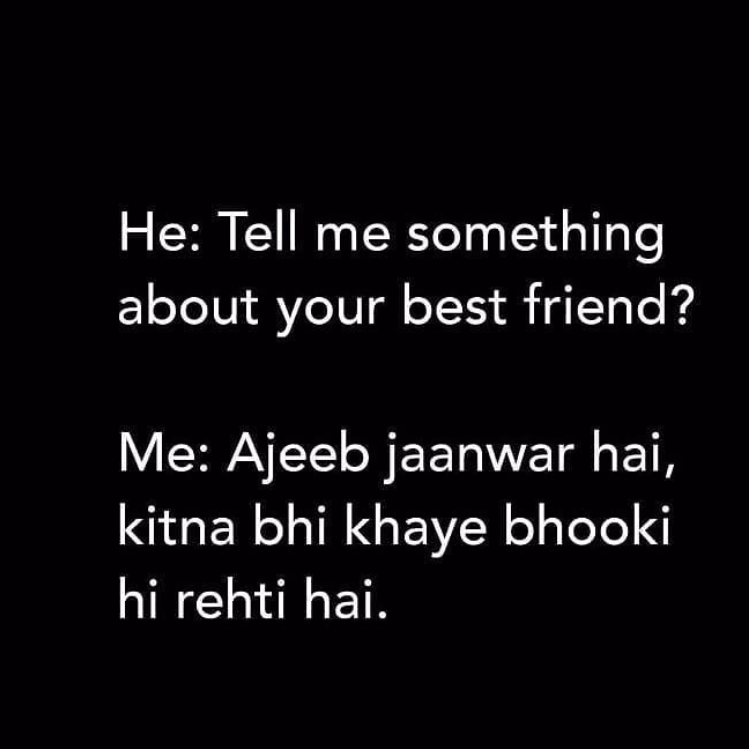 He: Tell me something
about your best friend?
Me: Ajeeb jaanwar hai,
kitna bhi khaye bhooki
hi rehti hai.